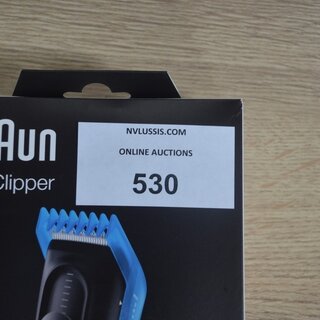 NVLUSSIS.COM
ONLINE AUCTIONS
530
AUN
Clipper